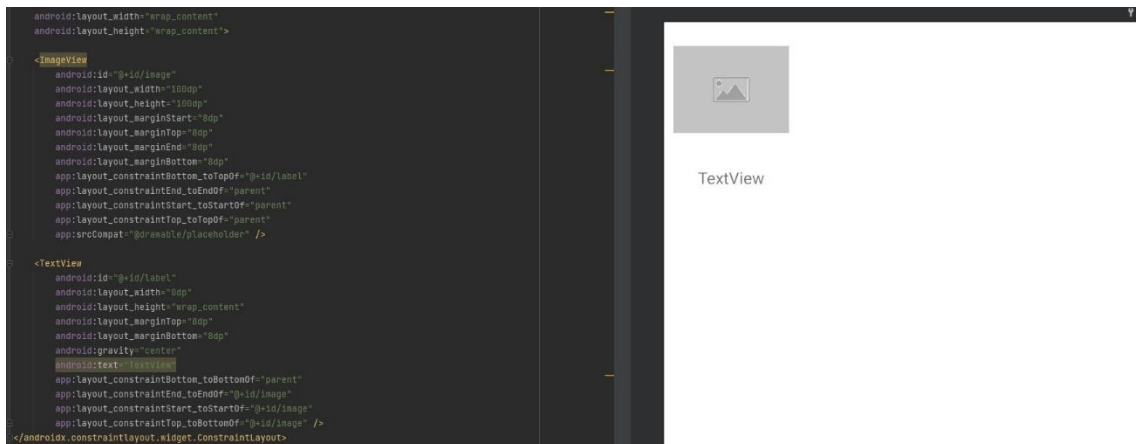 android:layout_width="wrap_content"
android:layout_height="wrap_content">
<ImageView
android:id="@+id/image"
android:layout_width="100dp"
android:layout_height="100dp"
android:layout_marginStart="8dp"
android:layout_marginTop="8dp"
android:layout_marginEnd="8dp"
android:layout_marginBottom="8dp"
app:layout_constraintBottom_toTopOf="@+id/label"
app:layout_constraintEnd_toEndOf="parent"
app:layout_constraintStart_toStartOf="parent"
app:layout_constraintTop_toTopOf="parent"
app:srcCompat="@drawable/placeholder" />
<TextView
android:id="@+id/label"
android:layout_width="0dp"
android:layout_height="wrap_content"
android:layout_marginTop="8dp"
android:layout_marginBottom="8dp"
android:gravity="center"
android:text="TextView"
app:layout_constraintBottom_toBottomOf="parent"
app:layout_constraintEnd_toEndOf="@+id/image"
app:layout_constraintStart_toStartOf="@+id/image"
app:layout_constraintTop_toBottomOf="@+id/image" />
</androidx.constraintlayout.widget.ConstraintLayout>
TextView